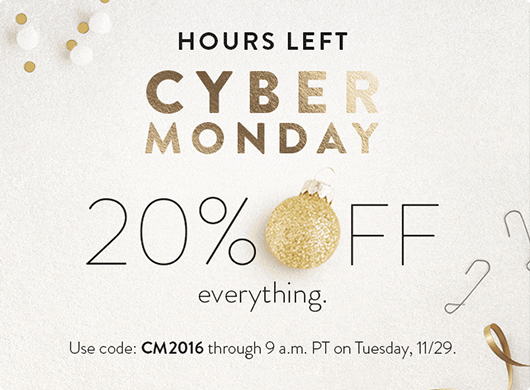 HOURS LEFT
CYBER
MONDAY
20% OFF
everything.
Use code: CM2016 through 9 a.m. PT on Tuesday, 11/29.